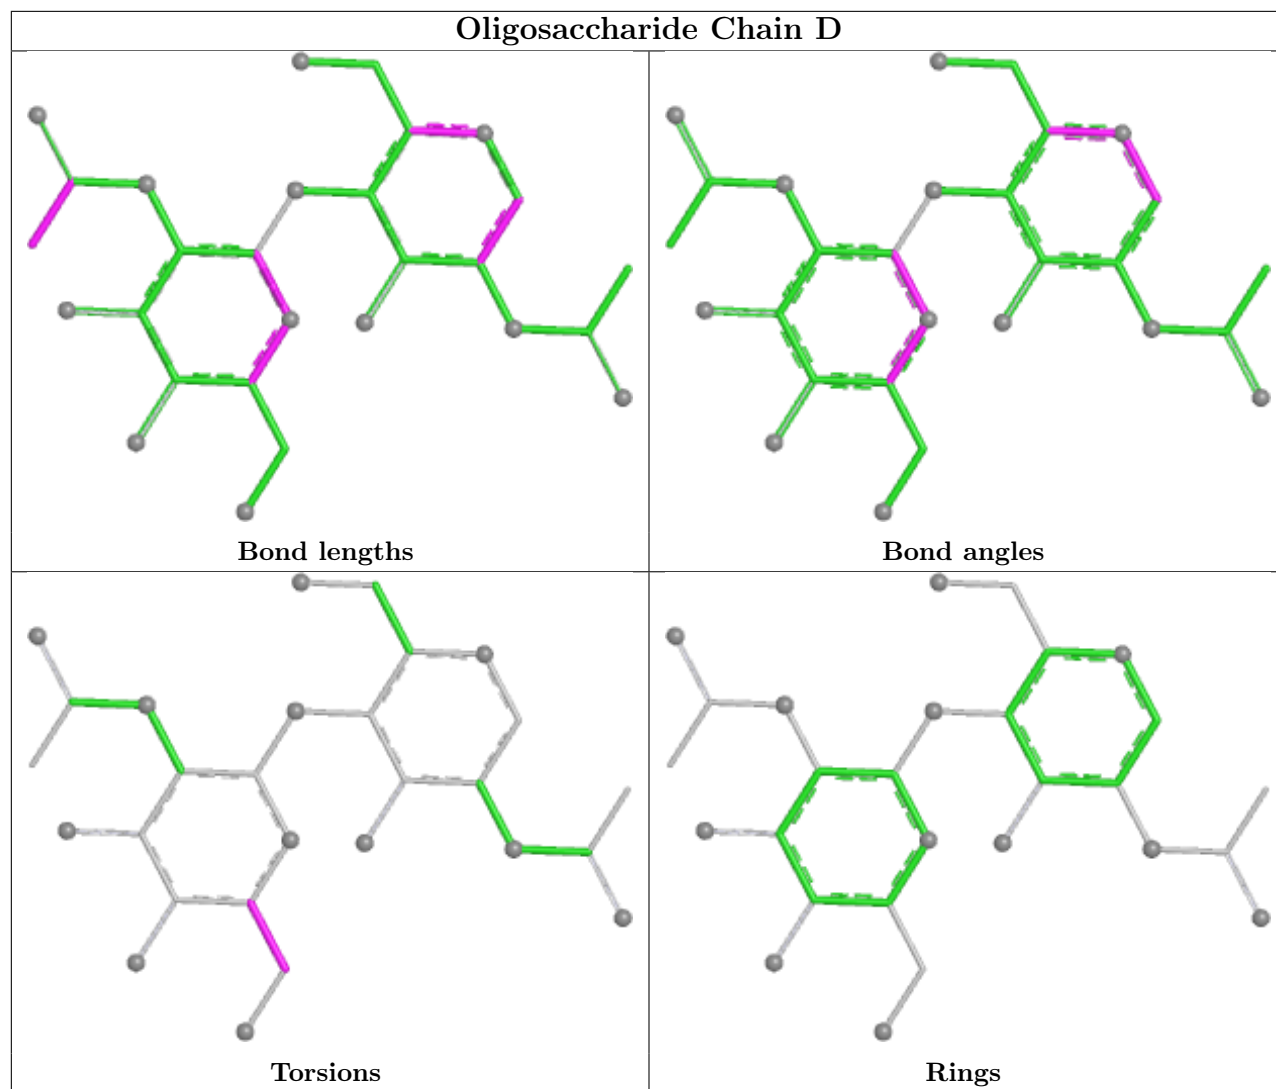 Oligosaccharide Chain D
Bond lengths
Bond angles
Torsions
Rings